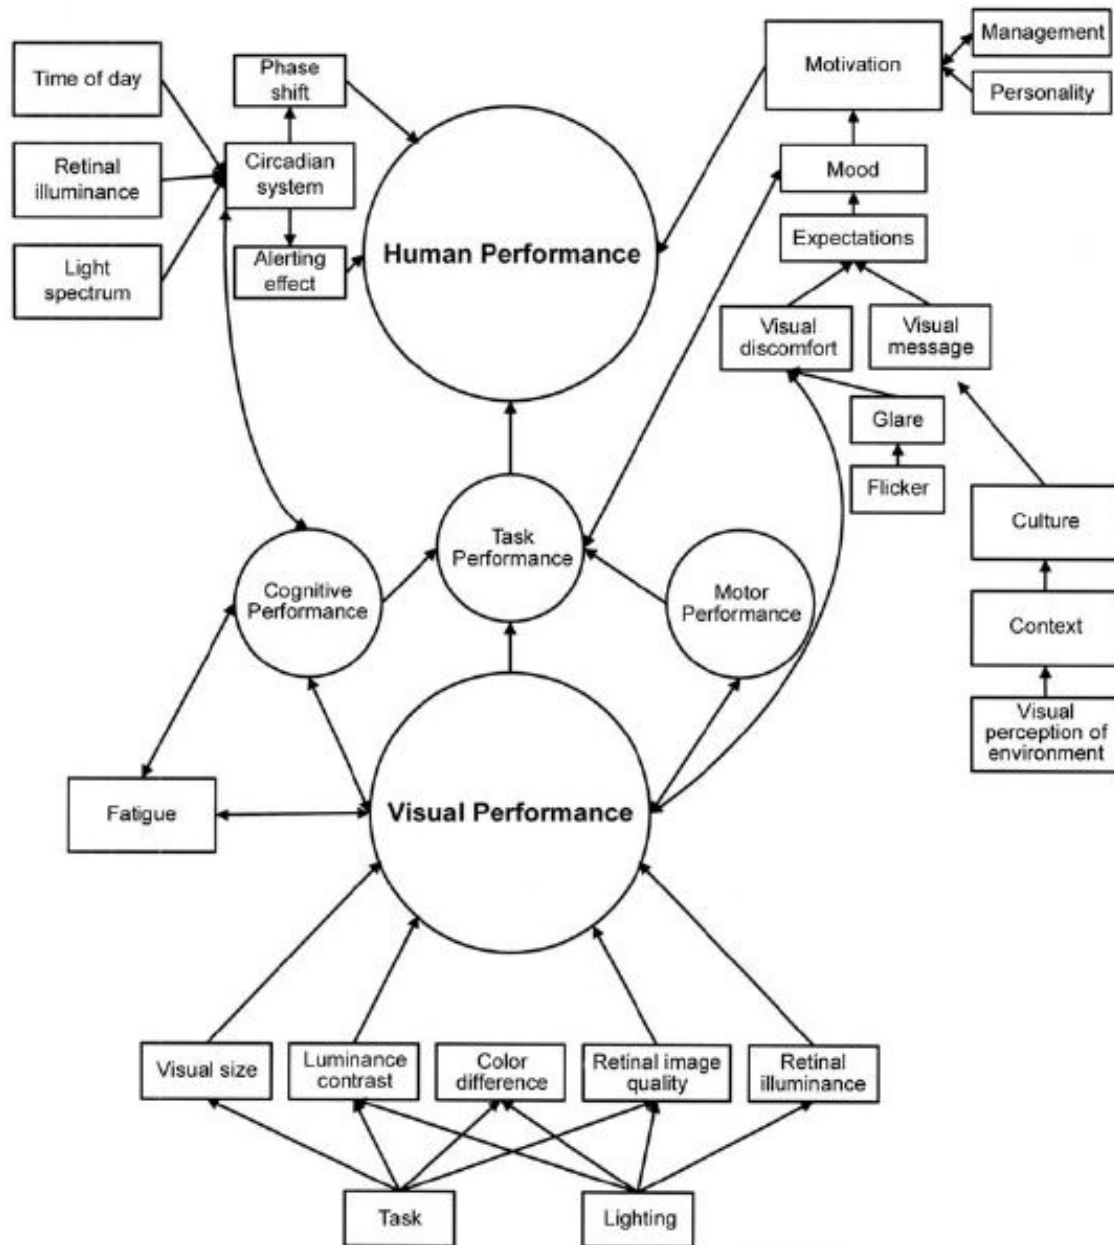 Time of day
Phase
shift
Motivation
Management
Personality
Retinal
illuminance
Circadian
system
Mood
Human Performance
Expectations
Light
spectrum
Alerting
effect
Visual
discomfort
Visual
message
Glare
Flicker
Culture
Task
Performance
Cognitive
Performance
Motor
Performance
Context
Visual
perception of
environment
Fatigue
Visual Performance
Visual size
Luminance
contrast
Color
difference
Retinal image
quality
Retinal
illuminance
Task
Lighting